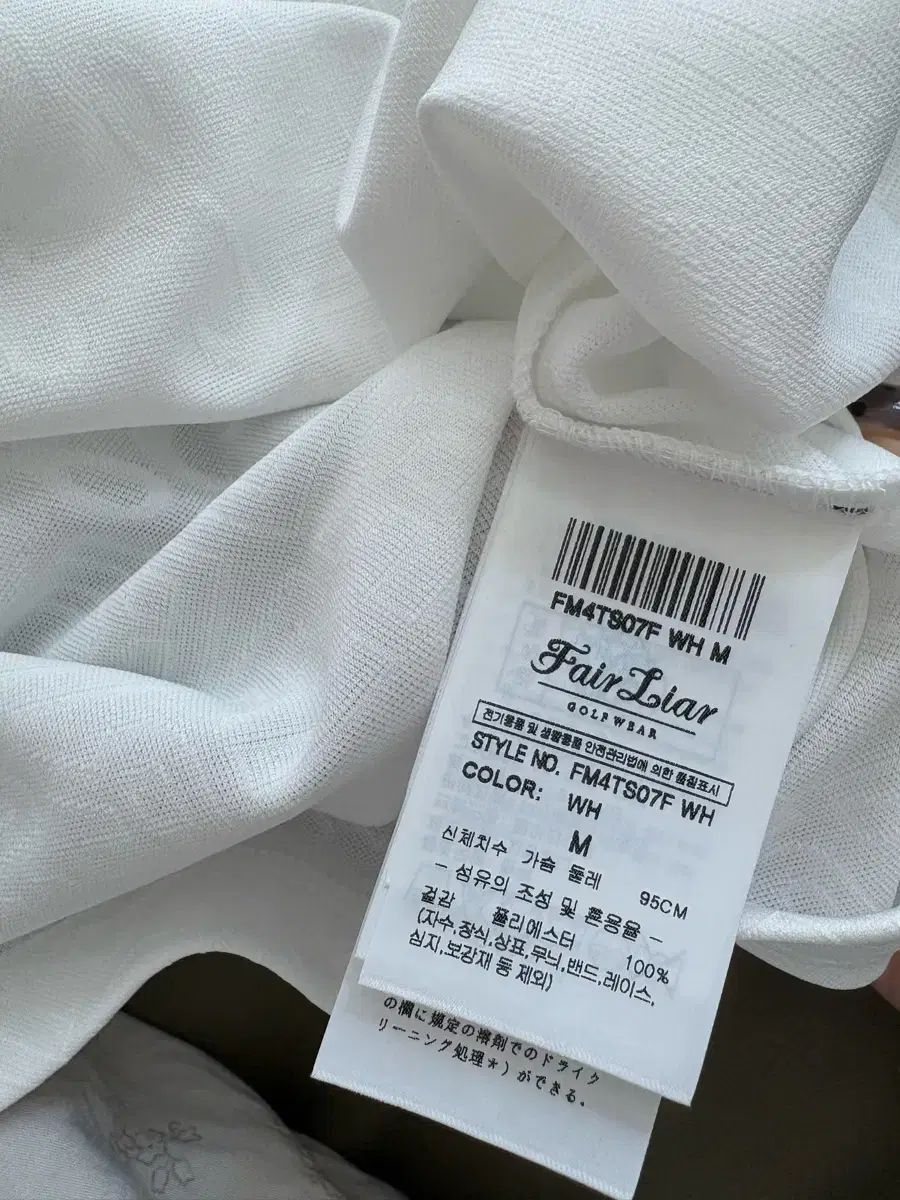 FM4TS07F WH M
Fair Liar
GOLF WEAR
전기용품 및 생활용품 안전관리법에 의한 품질표시
STYLE NO. FM4TS07F WH
COLOR: WH
M
신체치수 가슴 둘레 95CM
- 섬유의 조성 및 혼용율 -
겉감 폴리에스터 100%
(자수,장식,상표,무늬,밴드,레이스,
심지,보강재 등 제외)
の欄に規定の溶剤でのドライク
リーニング処理*)ができる.